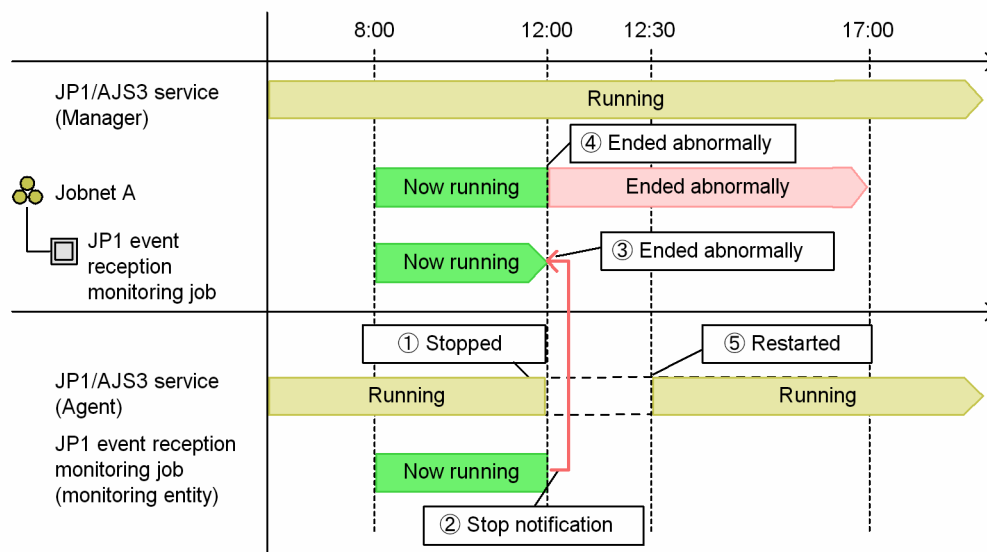 8:00 12:00 12:30 17:00
JP1/AJS3 service
(Manager)
Running
④ Ended abnormally
Jobnet A
Now running
Ended abnormally
JP1 event
reception
monitoring job
Now running
③ Ended abnormally
① Stopped
⑤ Restarted
JP1/AJS3 service
(Agent)
Running
Running
JP1 event reception
monitoring job
(monitoring entity)
Now running
② Stop notification